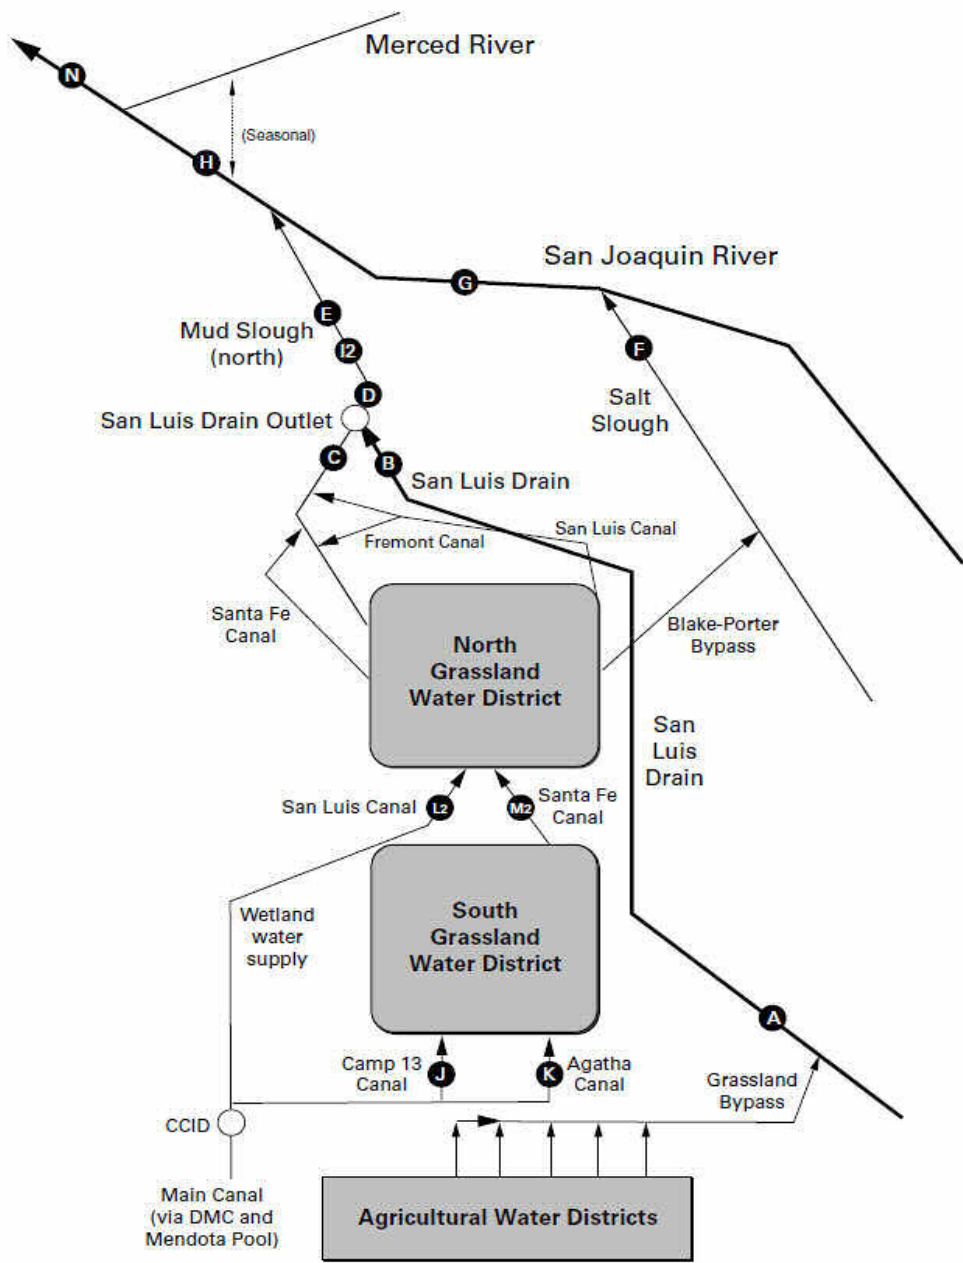 Merced River
N
(Seasonal)
H
San Joaquin River
G
E
Mud Slough
(north)
I2
F
D
Salt
Slough
San Luis Drain Outlet
C
B
San Luis Drain
San Luis Canal
Fremont Canal
Santa Fe
Canal
Blake-Porter
Bypass
North
Grassland
Water District
San
Luis
Drain
San Luis Canal
L2
M2
Santa Fe
Canal
Wetland
water
supply
South
Grassland
Water District
A
Camp 13
Canal
J
K
Agatha
Canal
Grassland
Bypass
CCID
Main Canal
(via DMC and
Mendota Pool)
Agricultural Water Districts